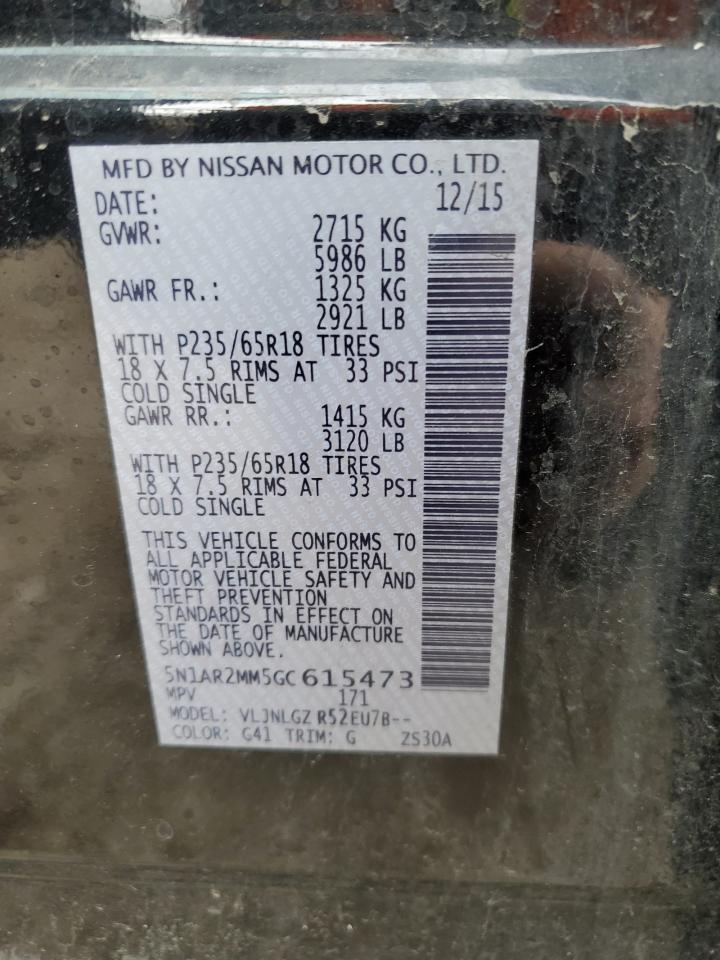 MFD BY NISSAN MOTOR CO., LTD.
DATE: 12/15
GVWR: 2715 KG
5986 LB
GAWR FR.: 1325 KG
2921 LB
WITH P235/65R18 TIRES
18 X 7.5 RIMS AT 33 PSI
COLD SINGLE
GAWR RR.: 1415 KG
3120 LB
WITH P235/65R18 TIRES
18 X 7.5 RIMS AT 33 PSI
COLD SINGLE
THIS VEHICLE CONFORMS TO
ALL APPLICABLE FEDERAL
MOTOR VEHICLE SAFETY AND
THEFT PREVENTION
STANDARDS IN EFFECT ON
THE DATE OF MANUFACTURE
SHOWN ABOVE.
5N1AR2MM5GC615473
MPV 171
MODEL: VLJNLGZ R52EU7B--
COLOR: G41 TRIM: G ZS30A